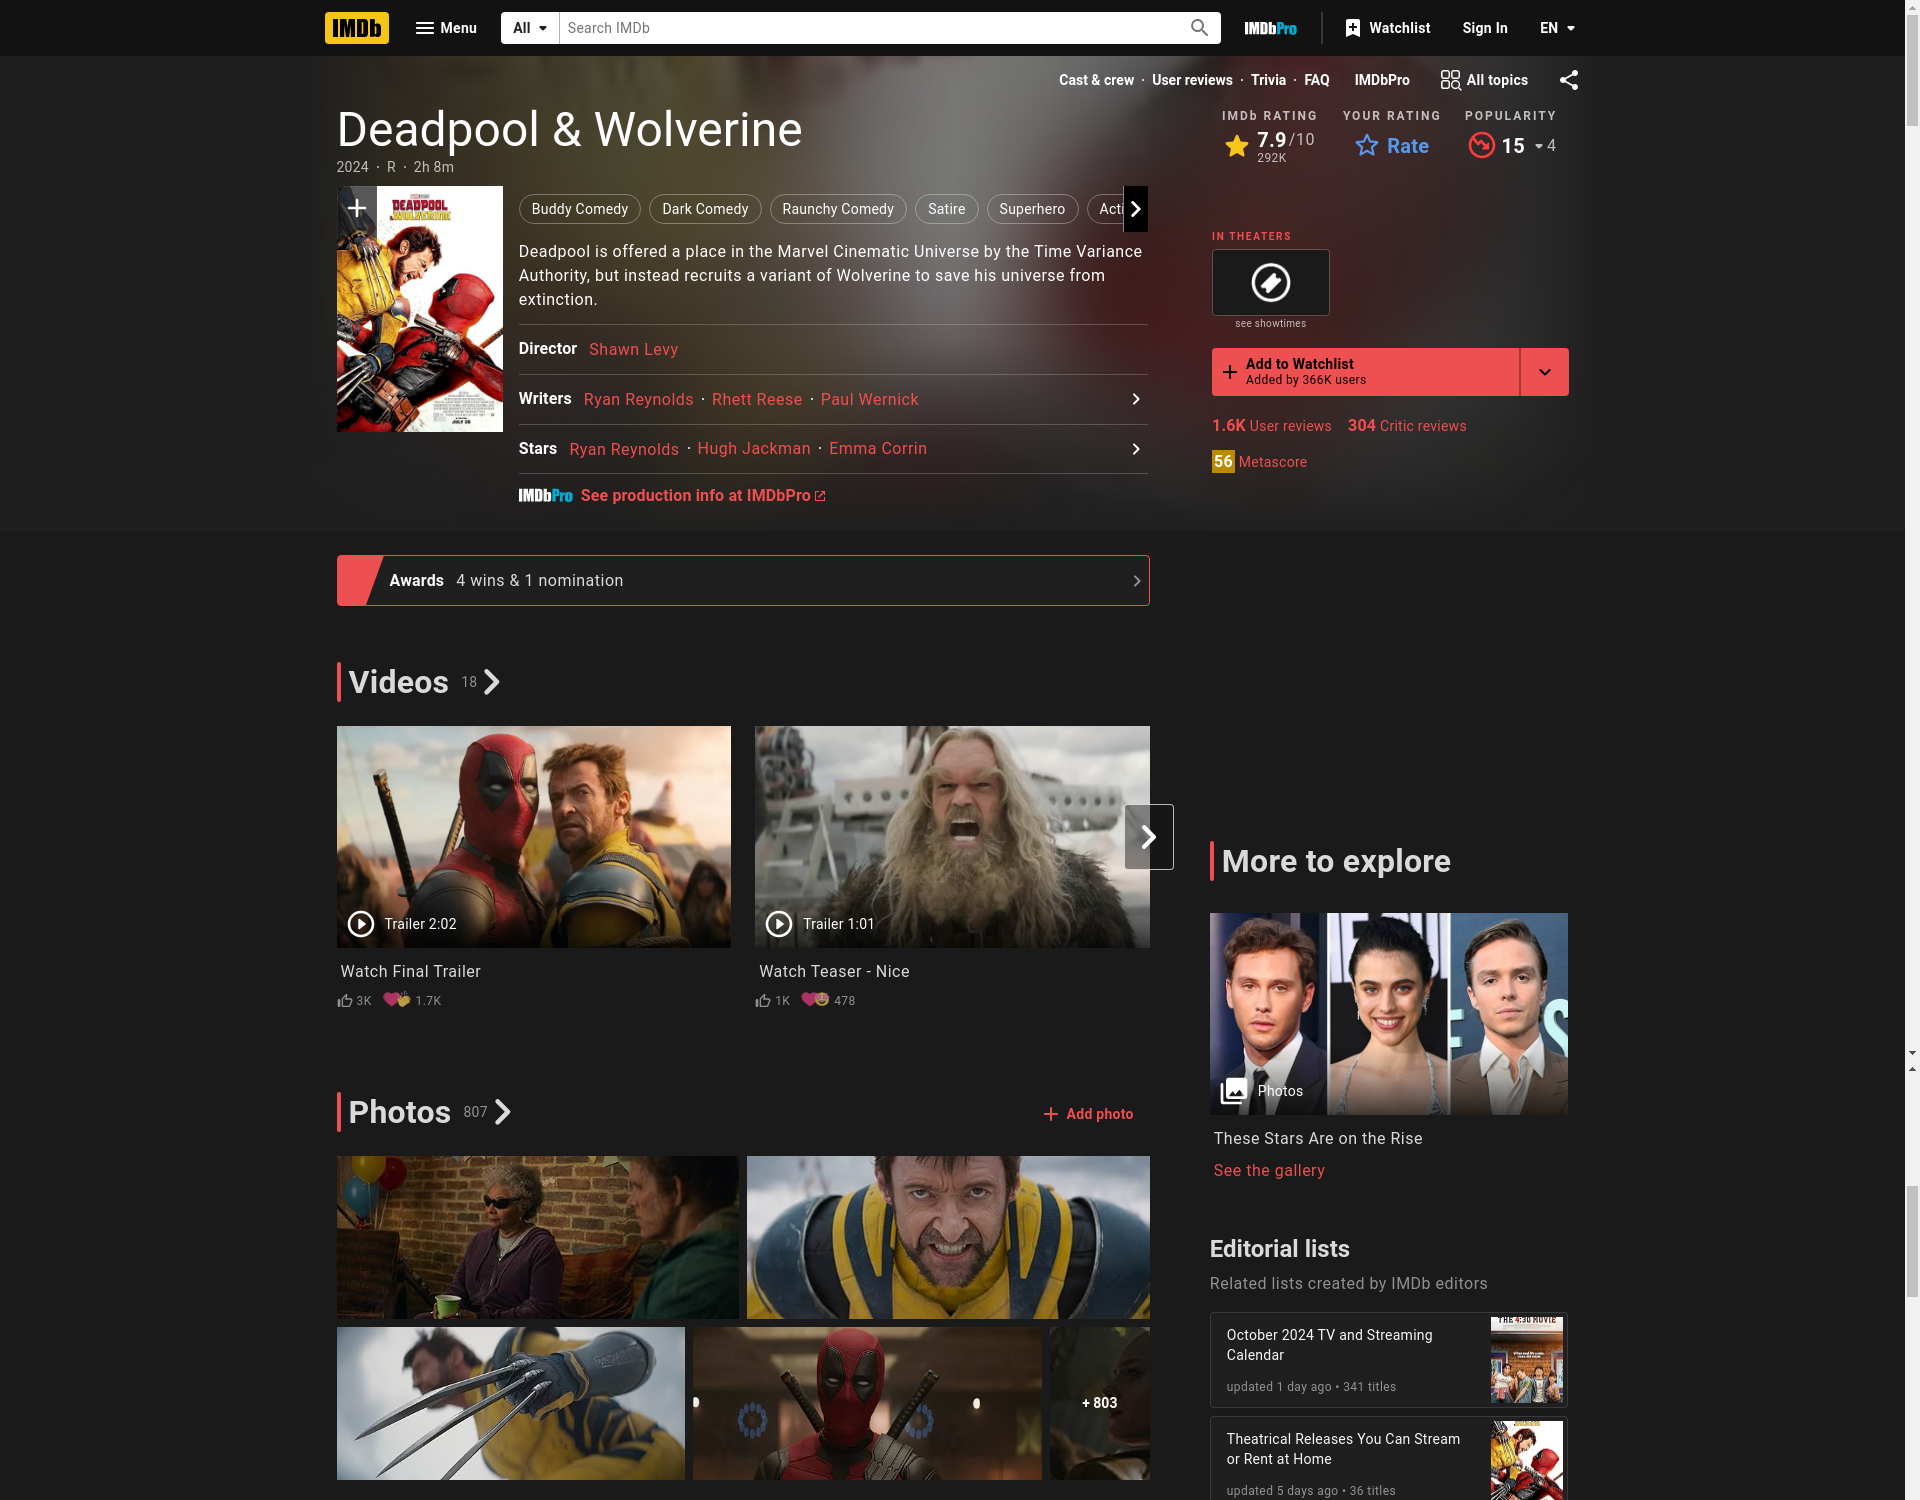 IMDb
Menu
All
Search IMDb
IMDbPro
Watchlist
Sign In
EN
Cast & crew · User reviews · Trivia · FAQ
IMDbPro
All topics
Deadpool & Wolverine
2024 · R · 2h 8m
IMDb RATING
7.9/10
292K
YOUR RATING
Rate
POPULARITY
15
4
DEADPOOL
& WOLVERINE
JULY 26
Buddy Comedy
Dark Comedy
Raunchy Comedy
Satire
Superhero
Acti
Deadpool is offered a place in the Marvel Cinematic Universe by the Time Variance
Authority, but instead recruits a variant of Wolverine to save his universe from
extinction.
Director Shawn Levy
Writers Ryan Reynolds · Rhett Reese · Paul Wernick
Stars Ryan Reynolds · Hugh Jackman · Emma Corrin
IMDbPro See production info at IMDbPro
IN THEATERS
see showtimes
Add to Watchlist
Added by 366K users
1.6K User reviews 304 Critic reviews
56 Metascore
Awards 4 wins & 1 nomination
Videos 18
Trailer 2:02
Watch Final Trailer
3K 1.7K
Trailer 1:01
Watch Teaser - Nice
1K 478
Photos 807
Add photo
+ 803
More to explore
Photos
These Stars Are on the Rise
See the gallery
Editorial lists
Related lists created by IMDb editors
October 2024 TV and Streaming
Calendar
updated 1 day ago • 341 titles
THE 4:30 MOVIE
Theatrical Releases You Can Stream
or Rent at Home
updated 5 days ago • 36 titles